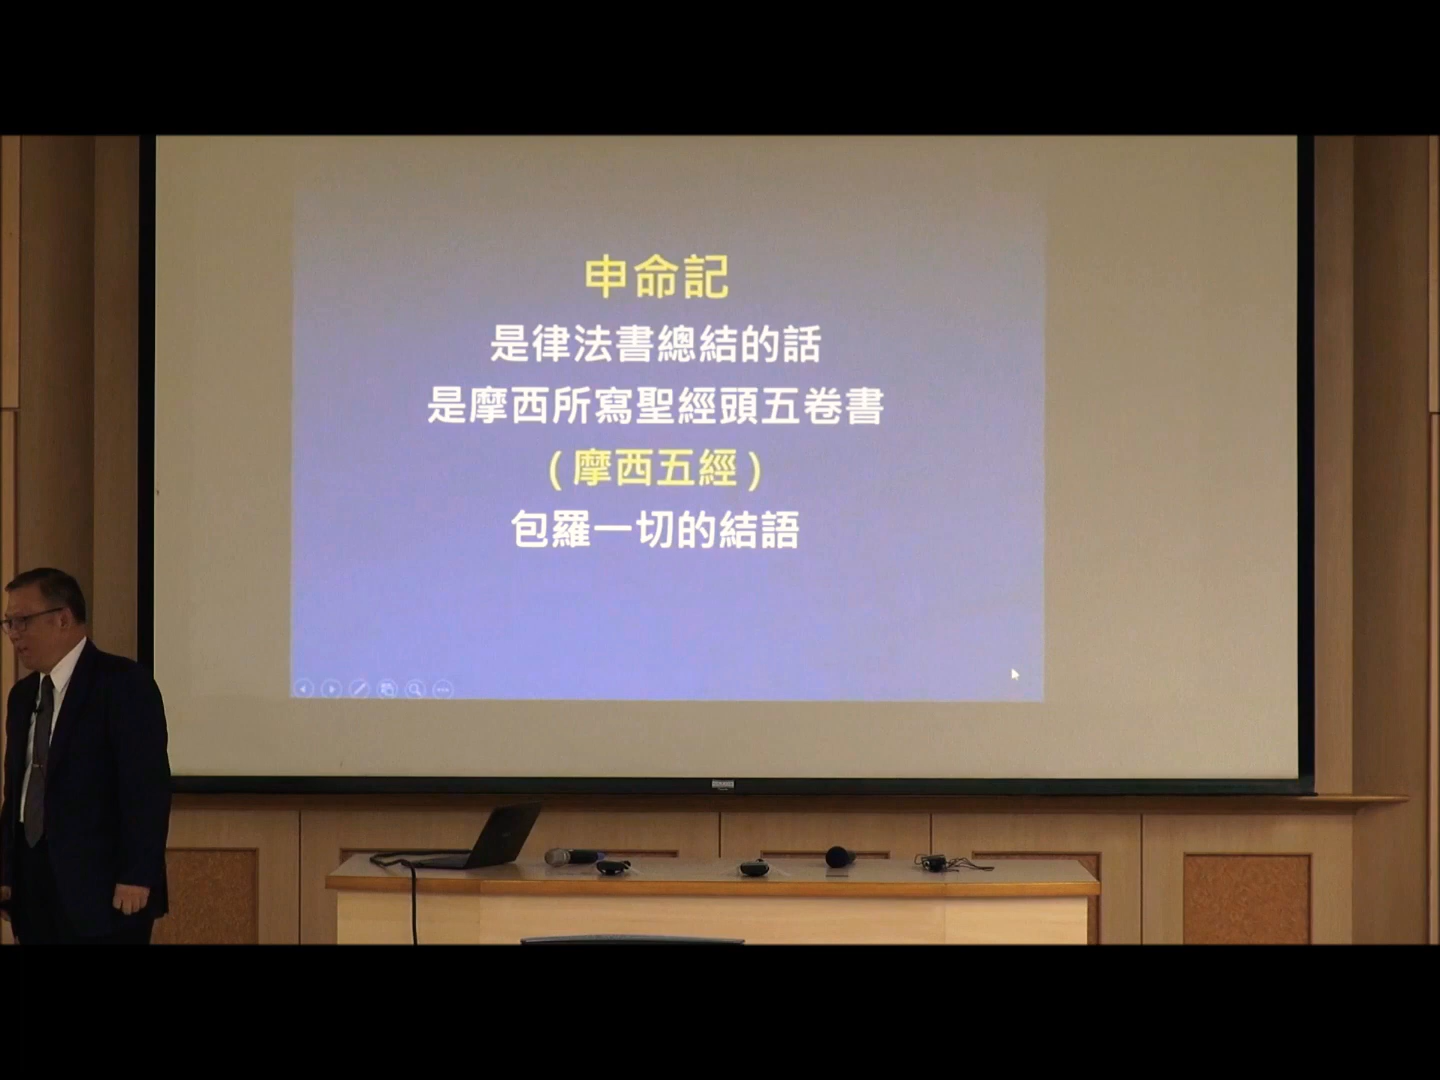 申命記
是律法書總結的話
是摩西所寫聖經頭五卷書
(摩西五經)
包羅一切的結語